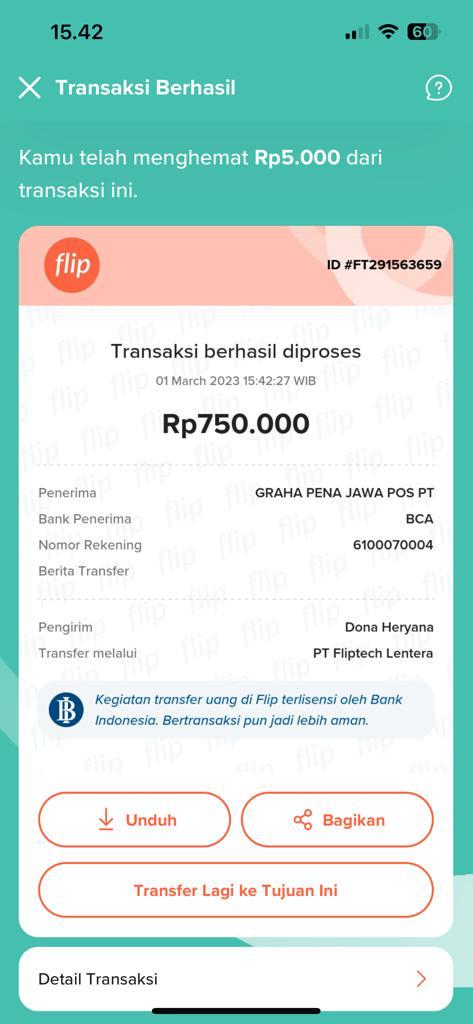 15.42
60
Transaksi Berhasil
?
Kamu telah menghemat Rp5.000 dari
transaksi ini.
flip
ID #FT291563659
Transaksi berhasil diproses
01 March 2023 15:42:27 WIB
Rp750.000
Penerima GRAHA PENA JAWA POS PT
Bank Penerima BCA
Nomor Rekening 6100070004
Berita Transfer
Pengirim Dona Heryana
Transfer melalui PT Fliptech Lentera
Kegiatan transfer uang di Flip terlisensi oleh Bank
Indonesia. Bertransaksi pun jadi lebih aman.
Unduh
Bagikan
Transfer Lagi ke Tujuan Ini
Detail Transaksi